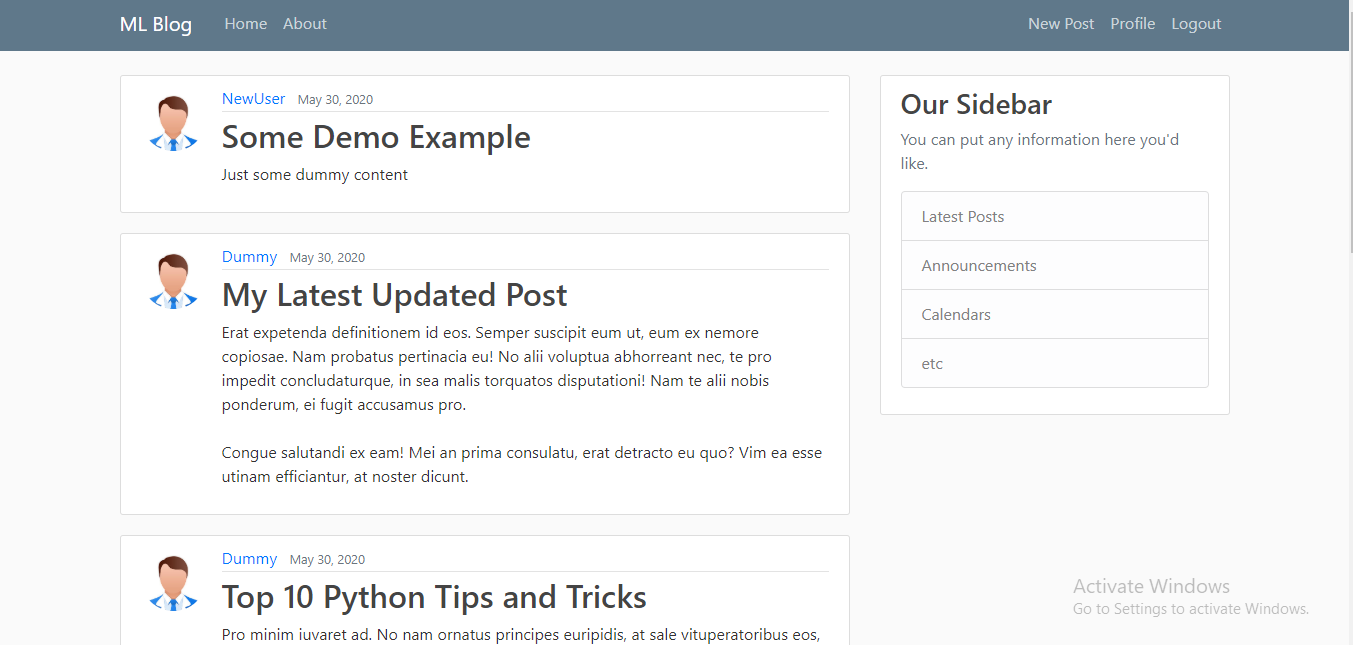 ML Blog Home About New Post Profile Logout
NewUser May 30, 2020
Some Demo Example
Just some dummy content
Dummy May 30, 2020
My Latest Updated Post
Erat expetenda definitionem id eos. Semper suscipit eum ut, eum ex nemore
copiosae. Nam probatus pertinacia eu! No alii voluptua abhorreant nec, te pro
impedit concludaturque, in sea malis torquatos disputationi! Nam te alii nobis
ponderum, ei fugit accusamus pro.
Congue salutandi ex eam! Mei an prima consulatu, erat detracto eu quo? Vim ea esse
utinam efficiantur, at noster dicunt.
Dummy May 30, 2020
Top 10 Python Tips and Tricks
Pro minim iuvaret ad. No nam ornatus principes euripidis, at sale vituperatoribus eos,
Our Sidebar
You can put any information here you'd
like.
Latest Posts
Announcements
Calendars
etc
Activate Windows
Go to Settings to activate Windows.